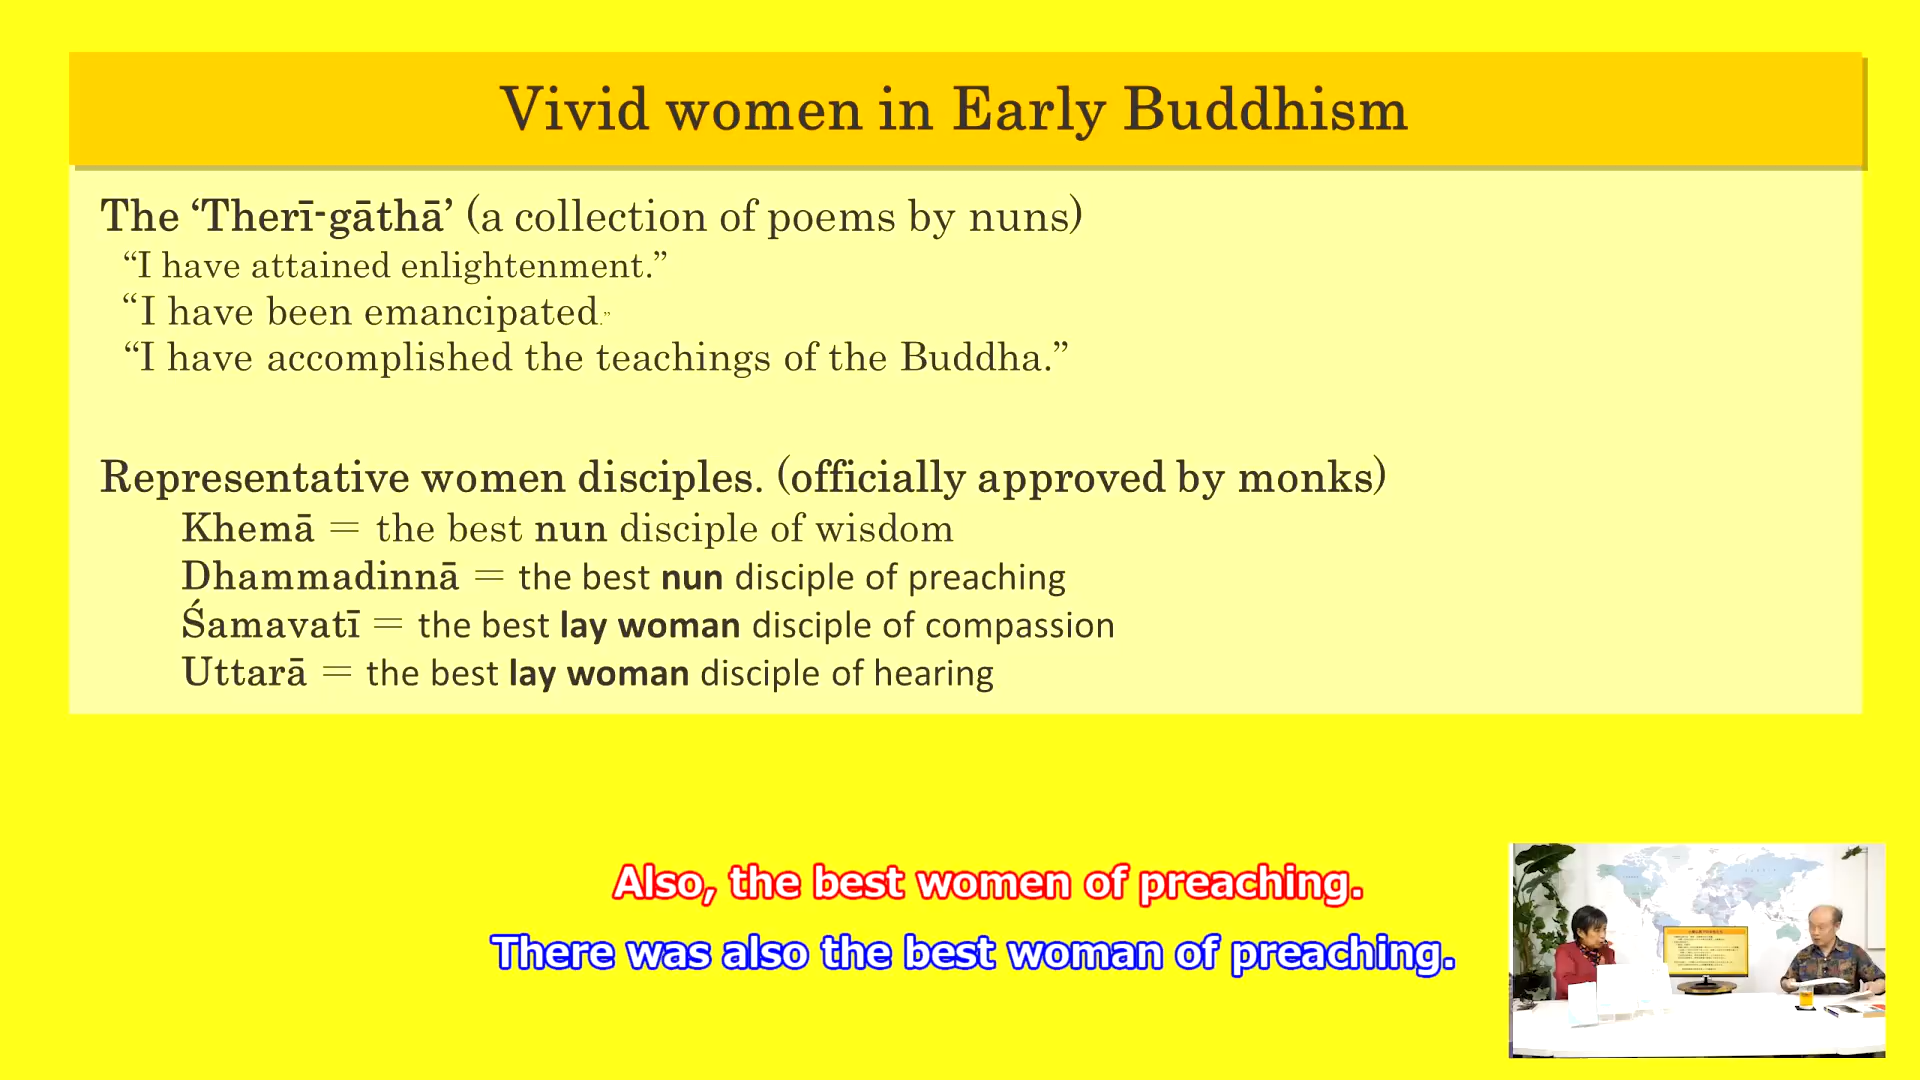 Vivid women in Early Buddhism
The ‘Therī-gāthā’ (a collection of poems by nuns)
“I have attained enlightenment.”
“I have been emancipated.”
“I have accomplished the teachings of the Buddha.”
Representative women disciples. (officially approved by monks)
Khemā ＝ the best nun disciple of wisdom
Dhammadinnā ＝ the best nun disciple of preaching
Śamavatī ＝ the best lay woman disciple of compassion
Uttarā ＝ the best lay woman disciple of hearing
Also, the best women of preaching.
There was also the best woman of preaching.